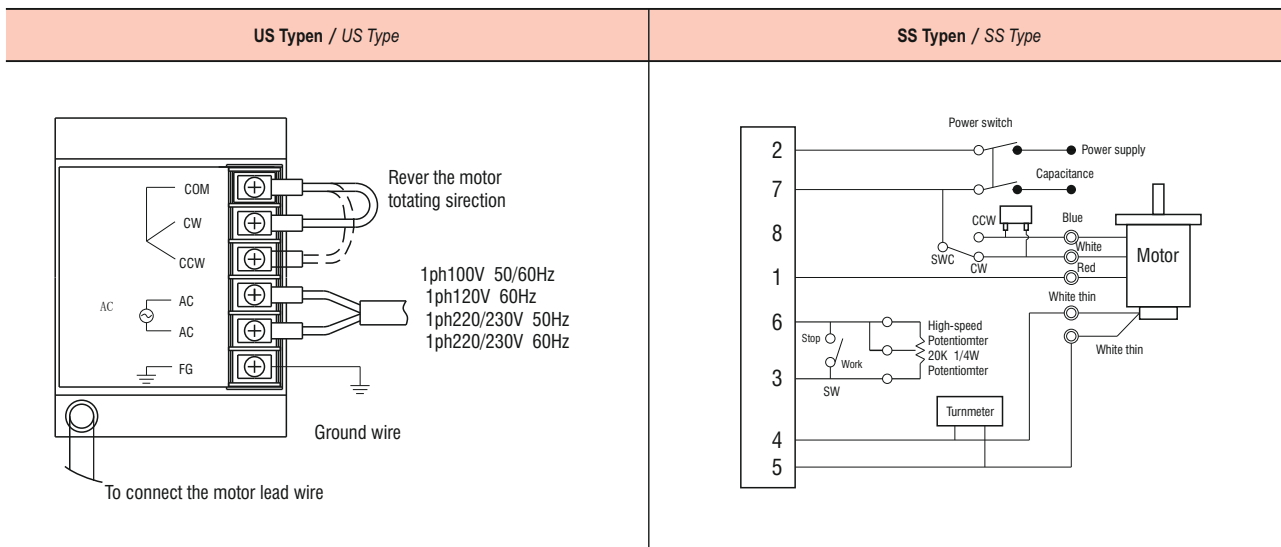 US Typen / US Type
SS Typen / SS Type
COM
CW
CCW
AC
AC
AC
FG
Rever the motor
totating sirection
1ph100V 50/60Hz
1ph120V 60Hz
1ph220/230V 50Hz
1ph220/230V 60Hz
Ground wire
To connect the motor lead wire
Power switch
2
Power supply
7
Capacitance
8
CCW
Blue
White
SWC
CW
Motor
1
Red
White thin
6
Stop
Work
SW
High-speed
Potentiomter
20K 1/4W
Potentiomter
White thin
3
Turnmeter
4
5